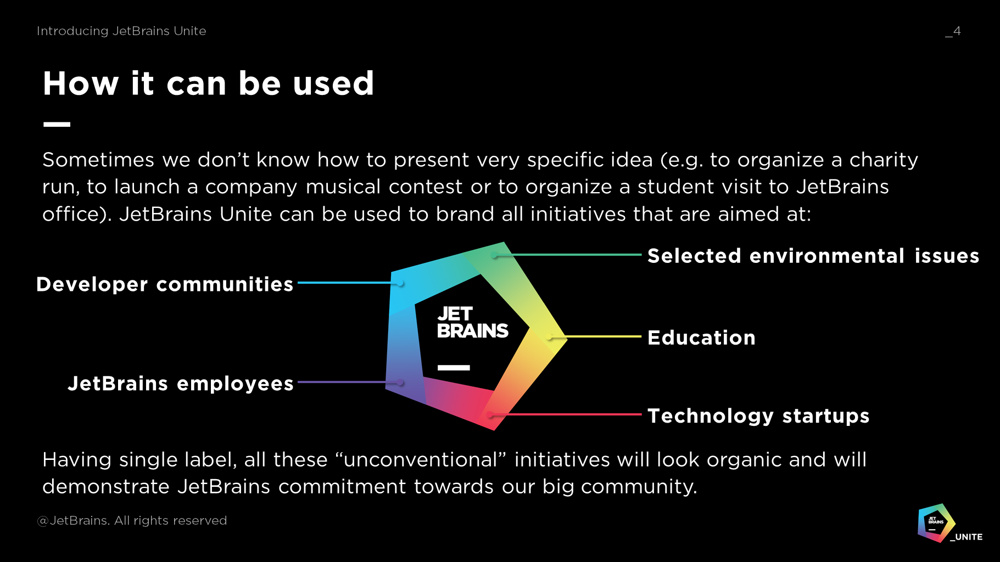 Introducing JetBrains Unite
_4
How it can be used
Sometimes we don’t know how to present very specific idea (e.g. to organize a charity
run, to launch a company musical contest or to organize a student visit to JetBrains
office). JetBrains Unite can be used to brand all initiatives that are aimed at:
Selected environmental issues
Developer communities
JET
BRAINS
Education
JetBrains employees
Technology startups
Having single label, all these “unconventional” initiatives will look organic and will
demonstrate JetBrains commitment towards our big community.
@JetBrains. All rights reserved
JET
BRAINS
_UNITE